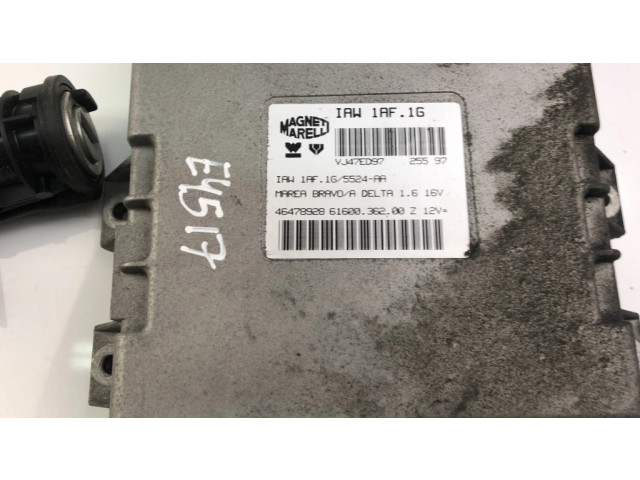 IAW 1AF.1G
MAGNETI
MARELLI
VJ47ED97 255 97
IAW 1AF.1G/5524-AA
MAREA BRAVO/A DELTA 1.6 16V
46478928 61600.362.00 Z 12V=
E4517